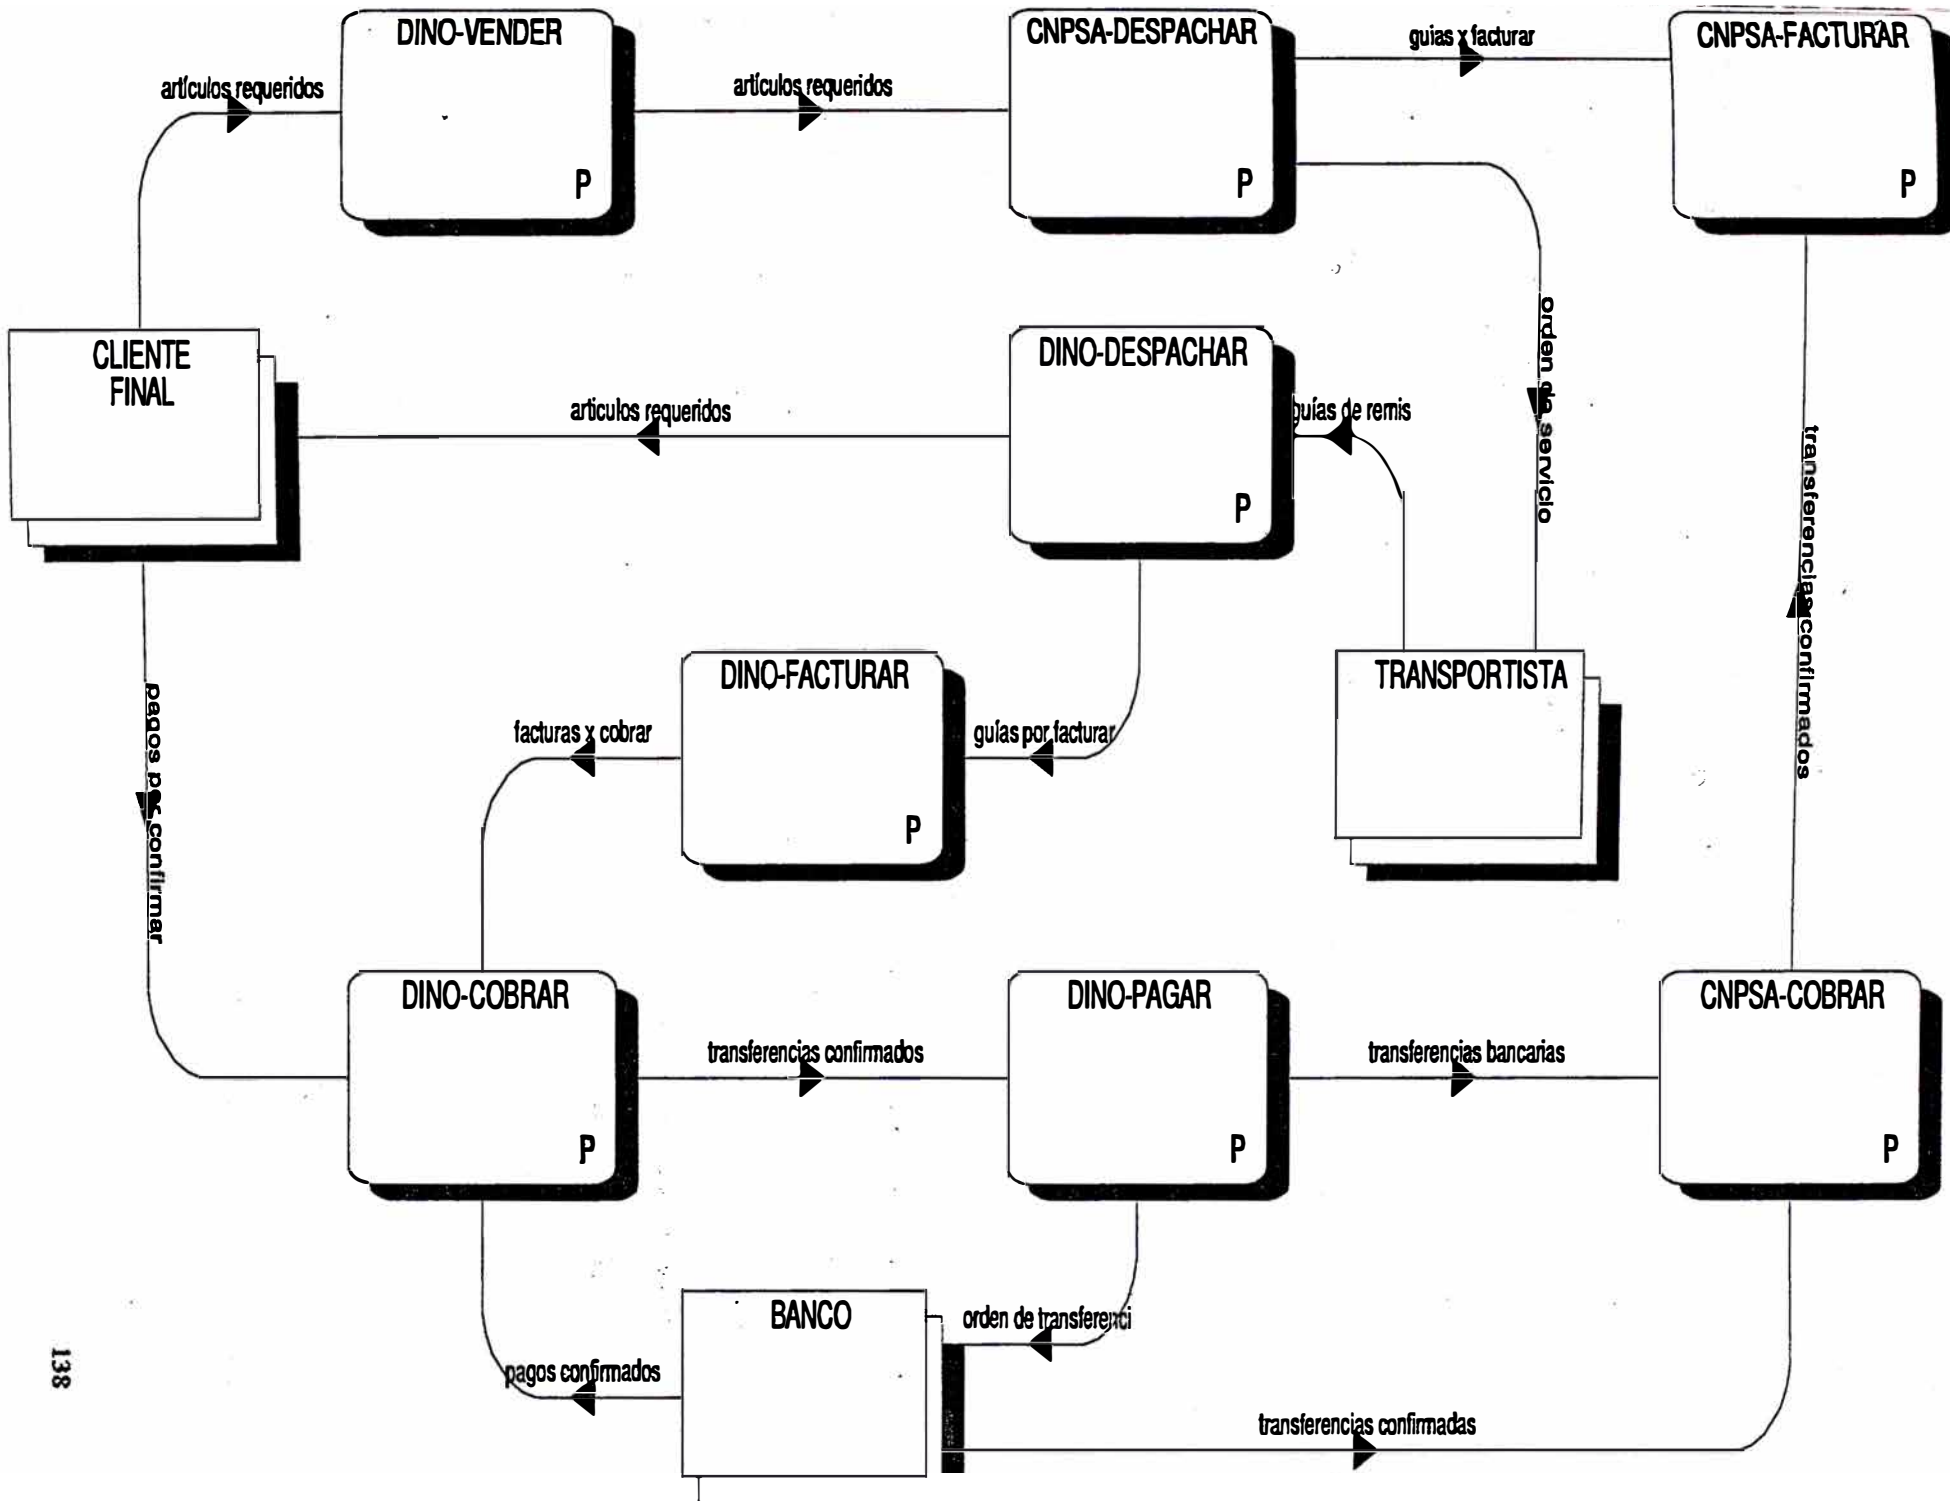 DINO-VENDER
CNPSA-DESPACHAR
guias x facturar
CNPSA-FACTURAR
artículos requeridos
artículos requeridos
P
P
P
orden de servicio
CLIENTE
FINAL
DINO-DESPACHAR
articulos requeridos
guías de remis
P
transferencias confirmados
DINO-FACTURAR
TRANSPORTISTA
pagos por confirmar
facturas x cobrar
guías por facturar
P
DINO-COBRAR
DINO-PAGAR
CNPSA-COBRAR
transferencias confirmados
transferencias bancarias
P
P
P
BANCO
orden de transferenci
pagos confirmados
transferencias confirmadas
138